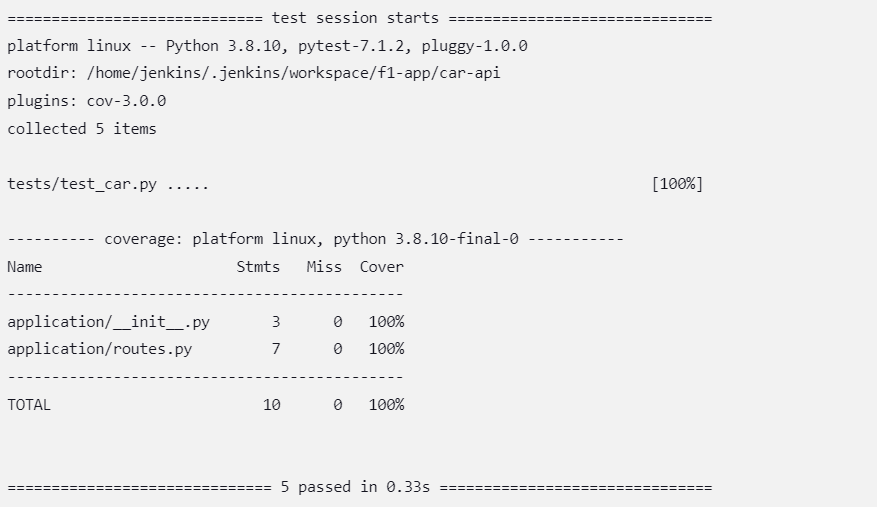 ============================= test session starts ==============================
platform linux -- Python 3.8.10, pytest-7.1.2, pluggy-1.0.0
rootdir: /home/jenkins/.jenkins/workspace/f1-app/car-api
plugins: cov-3.0.0
collected 5 items
tests/test_car.py ..... [100%]
---------- coverage: platform linux, python 3.8.10-final-0 -----------
Name Stmts Miss Cover
---------------------------------------------
application/__init__.py 3 0 100%
application/routes.py 7 0 100%
---------------------------------------------
TOTAL 10 0 100%
============================== 5 passed in 0.33s ===============================